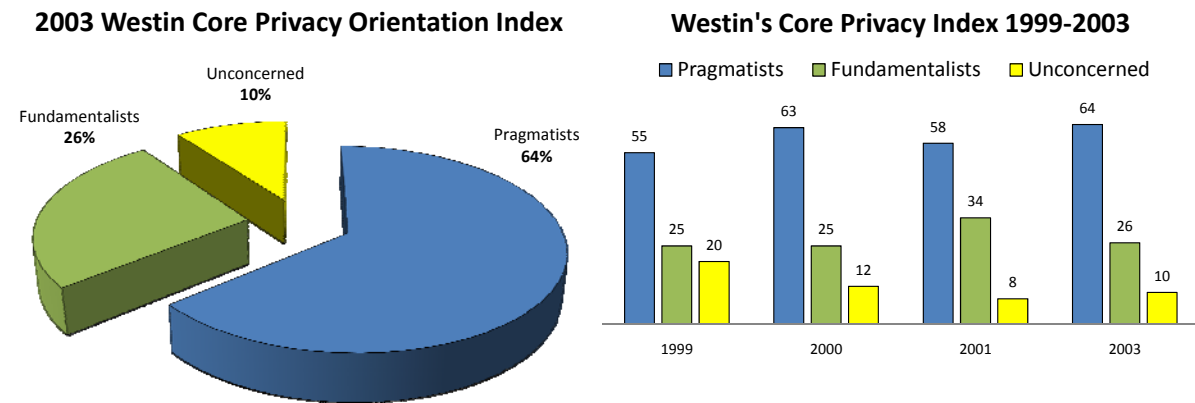 2003 Westin Core Privacy Orientation Index
Unconcerned
10%
Fundamentalists
26%
Pragmatists
64%
Westin's Core Privacy Index 1999-2003
Pragmatists Fundamentalists Unconcerned
55 25 20
63 25 12
58 34 8
64 26 10
1999 2000 2001 2003